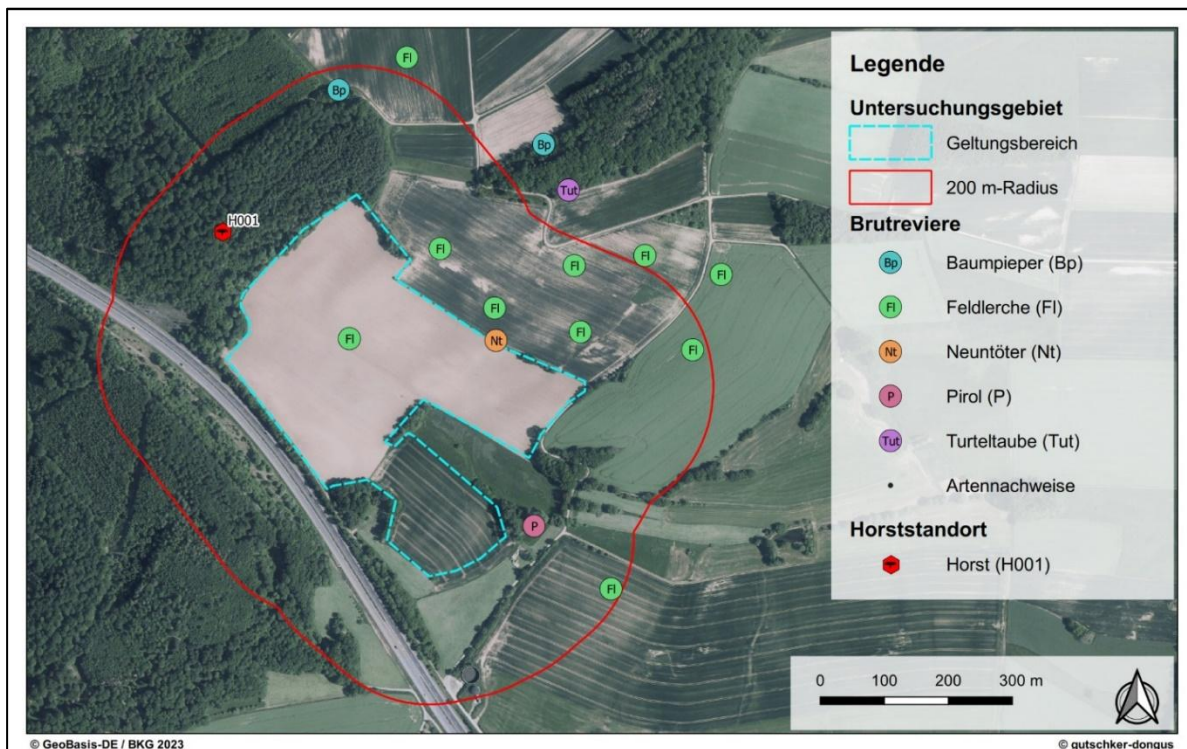 Legende
Untersuchungsgebiet
Geltungsbereich
200 m-Radius
Brutreviere
Bp Baumpieper (Bp)
Fl Feldlerche (Fl)
Nt Neuntöter (Nt)
P Pirol (P)
Tut Turteltaube (Tut)
Artennachweise
Horststandort
Horst (H001)
Fl
Bp
Bp
Tut
H001
Fl
Fl
Fl
Fl
Fl
Fl
Fl
Nt
Fl
P
Fl
0 100 200 300 m
© GeoBasis-DE / BKG 2023
© gutschker-dongus